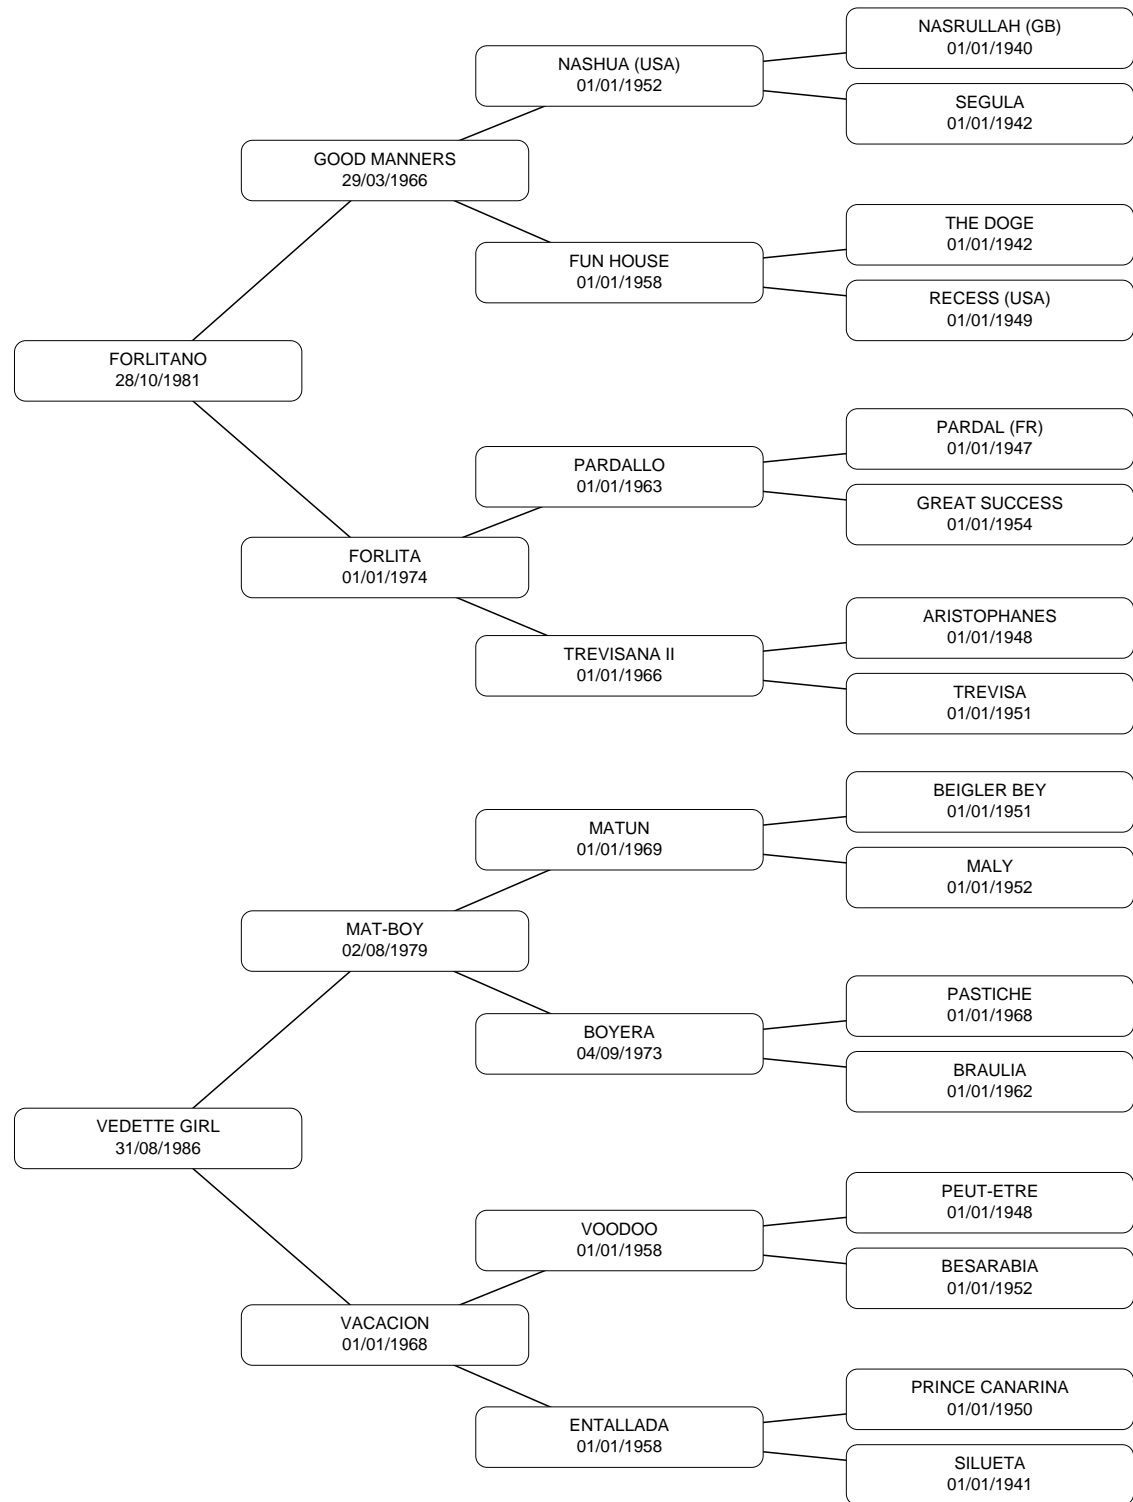 NASRULLAH (GB)
01/01/1940
NASHUA (USA)
01/01/1952
SEGULA
01/01/1942
GOOD MANNERS
29/03/1966
THE DOGE
01/01/1942
FUN HOUSE
01/01/1958
RECESS (USA)
01/01/1949
FORLITANO
28/10/1981
PARDAL (FR)
01/01/1947
PARDALLO
01/01/1963
GREAT SUCCESS
01/01/1954
FORLITA
01/01/1974
ARISTOPHANES
01/01/1948
TREVISANA II
01/01/1966
TREVISA
01/01/1951
BEIGLER BEY
01/01/1951
MATUN
01/01/1969
MALY
01/01/1952
MAT-BOY
02/08/1979
PASTICHE
01/01/1968
BOYERA
04/09/1973
BRAULIA
01/01/1962
VEDETTE GIRL
31/08/1986
PEUT-ETRE
01/01/1948
VOODOO
01/01/1958
BESARABIA
01/01/1952
VACACION
01/01/1968
PRINCE CANARINA
01/01/1950
ENTALLADA
01/01/1958
SILUETA
01/01/1941